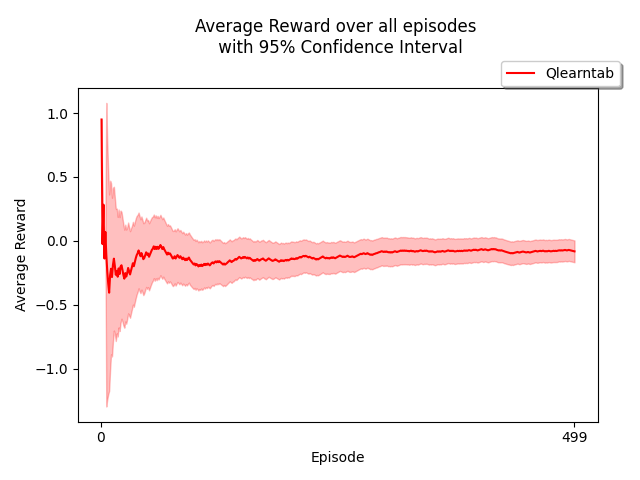 Average Reward over all episodes
with 95% Confidence Interval
Qlearntab
Average Reward
1.0
0.5
0.0
−0.5
−1.0
0
499
Episode